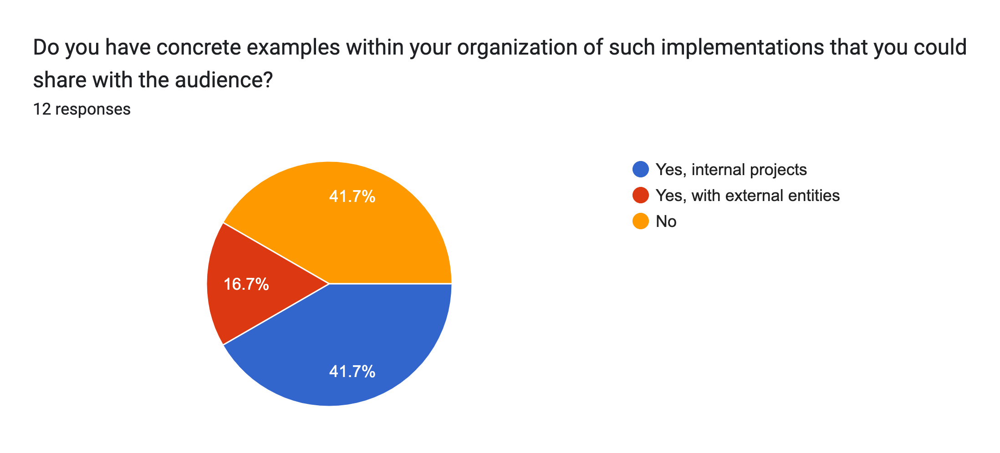 Do you have concrete examples within your organization of such implementations that you could
share with the audience?
12 responses
41.7%
16.7%
41.7%
Yes, internal projects
Yes, with external entities
No